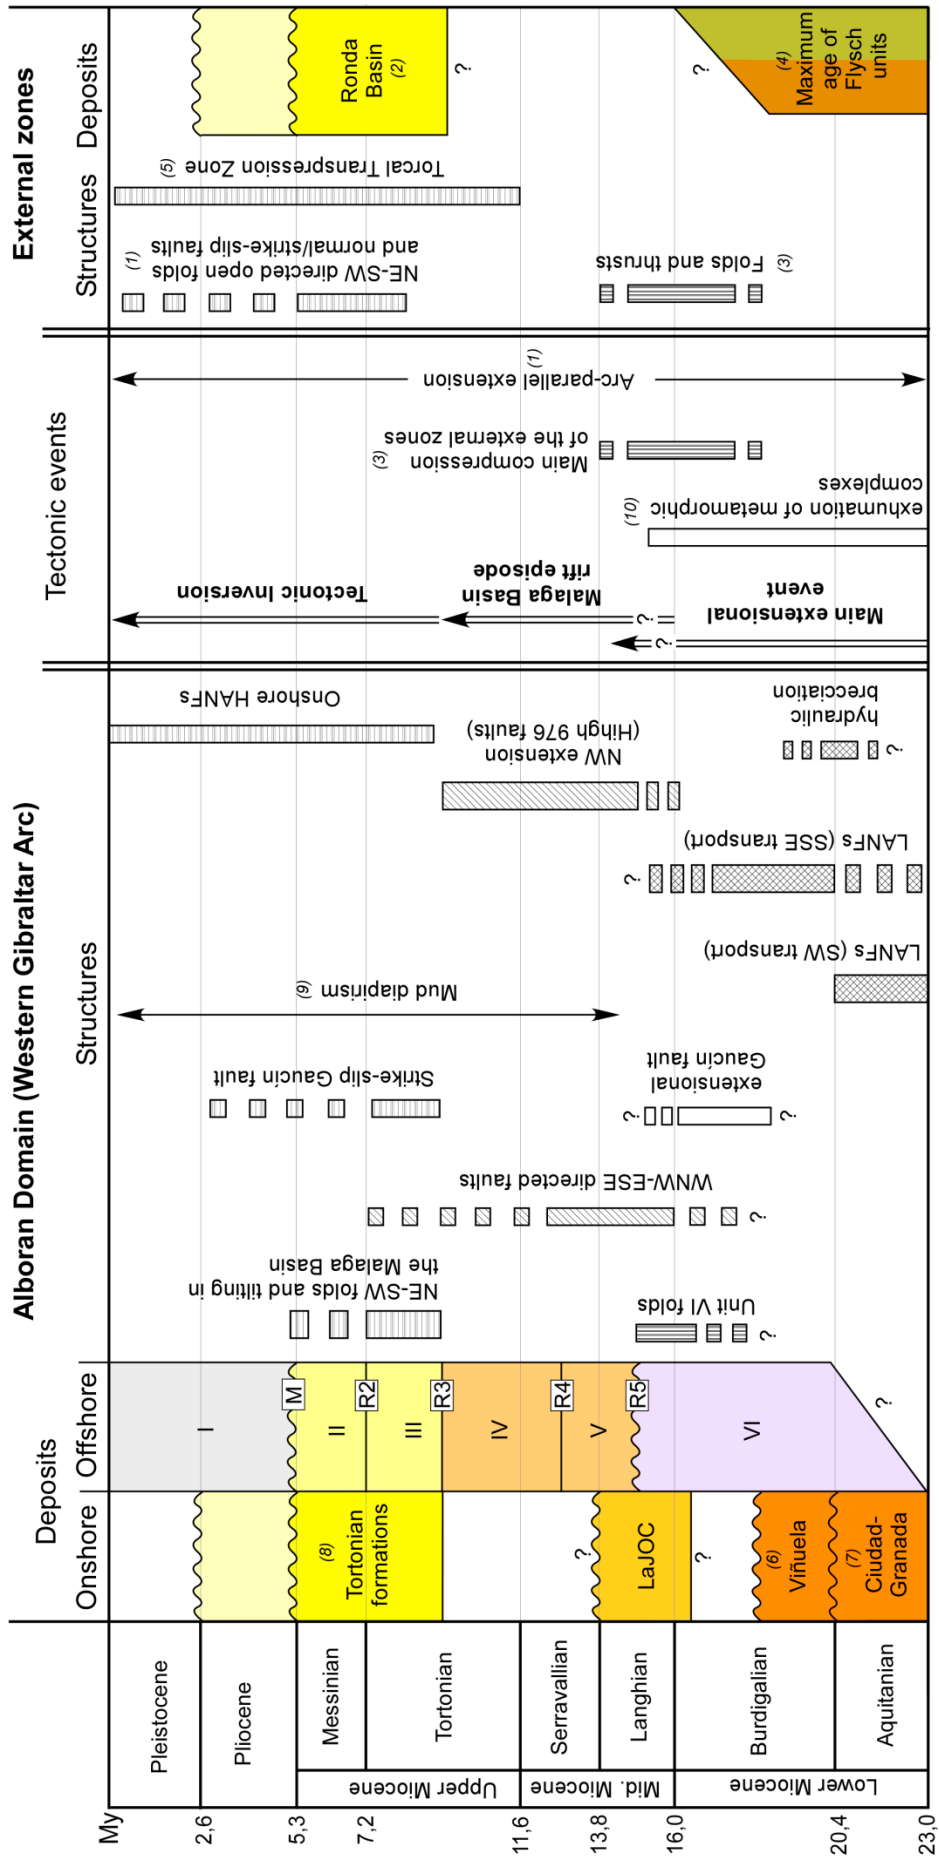 Alboran Domain (Western Gibraltar Arc)
External zones
Deposits
Structures
Tectonic events
Structures
Deposits
Onshore
Offshore
My
2,6
5,3
7,2
11,6
13,8
16,0
20,4
23,0
Upper Miocene
Mid. Miocene
Lower Miocene
Pleistocene
Pliocene
Messinian
Tortonian
Serravallian
Langhian
Burdigalian
Aquitanian
(8)
Tortonian
formations
?
LaJOC
?
(6)
Viñuela
(7)
Ciudad-
Granada
I
M
II
R2
III
R3
IV
R4
V
R5
VI
?
NE-SW folds and tilting in
the Malaga Basin
Unit VI folds
?
WNW-ESE directed faults
?
Strike-slip Gaucín fault
?
extensional
Gaucín fault
?
Mud diapirism (9)
LANFs (SW transport)
?
LANFs (SSE transport)
NW extension
(Hihgh 976 faults)
Onshore HANFs
hydraulic
brecciation
?
Tectonic Inversion
Malaga Basin
rift episode
?
?
Main extensional
event
(10)
exhumation of metamorphic
complexes
(3)
Main compression
of the external zones
Arc-parallel extension (1)
(1)
NE-SW directed open folds
and normal/strike-slip faults
Folds and thrusts
(3)
Torcal Transpression Zone (5)
Ronda
Basin
(2)
?
?
(4)
Maximum
age of
Flysch
units